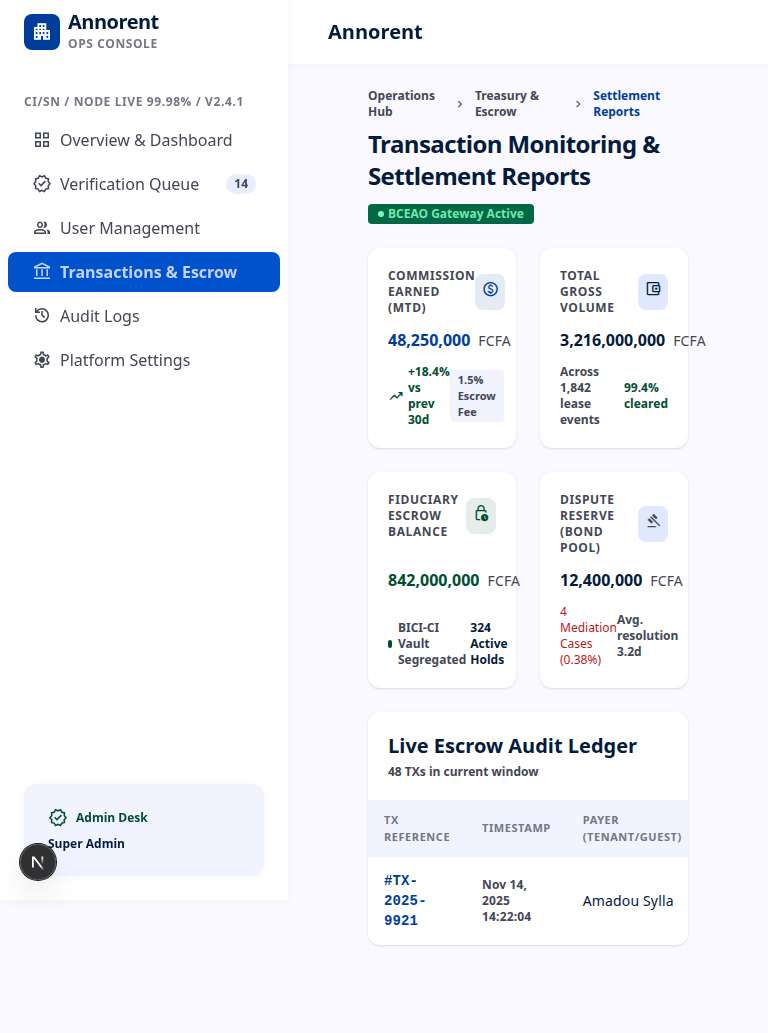 Annorent
OPS CONSOLE
CI/SN / NODE LIVE 99.98% / V2.4.1
Overview & Dashboard
Verification Queue 14
User Management
Transactions & Escrow
Audit Logs
Platform Settings
Admin Desk
Super Admin
N
Annorent
Operations
Hub
Treasury &
Escrow
Settlement
Reports
Transaction Monitoring &
Settlement Reports
BCEAO Gateway Active
COMMISSION
EARNED
(MTD)
48,250,000 FCFA
+18.4%
vs
prev
30d
1.5%
Escrow
Fee
TOTAL
GROSS
VOLUME
3,216,000,000 FCFA
Across
1,842
lease
events
99.4%
cleared
FIDUCIARY
ESCROW
BALANCE
842,000,000 FCFA
BICI-CI
Vault
Segregated
324
Active
Holds
DISPUTE
RESERVE
(BOND
POOL)
12,400,000 FCFA
4
Mediation
Cases
(0.38%)
Avg.
resolution
3.2d
Live Escrow Audit Ledger
48 TXs in current window
TX
REFERENCE
TIMESTAMP
PAYER
(TENANT/GUEST)
#TX-
2025-
9921
Nov 14,
2025
14:22:04
Amadou Sylla